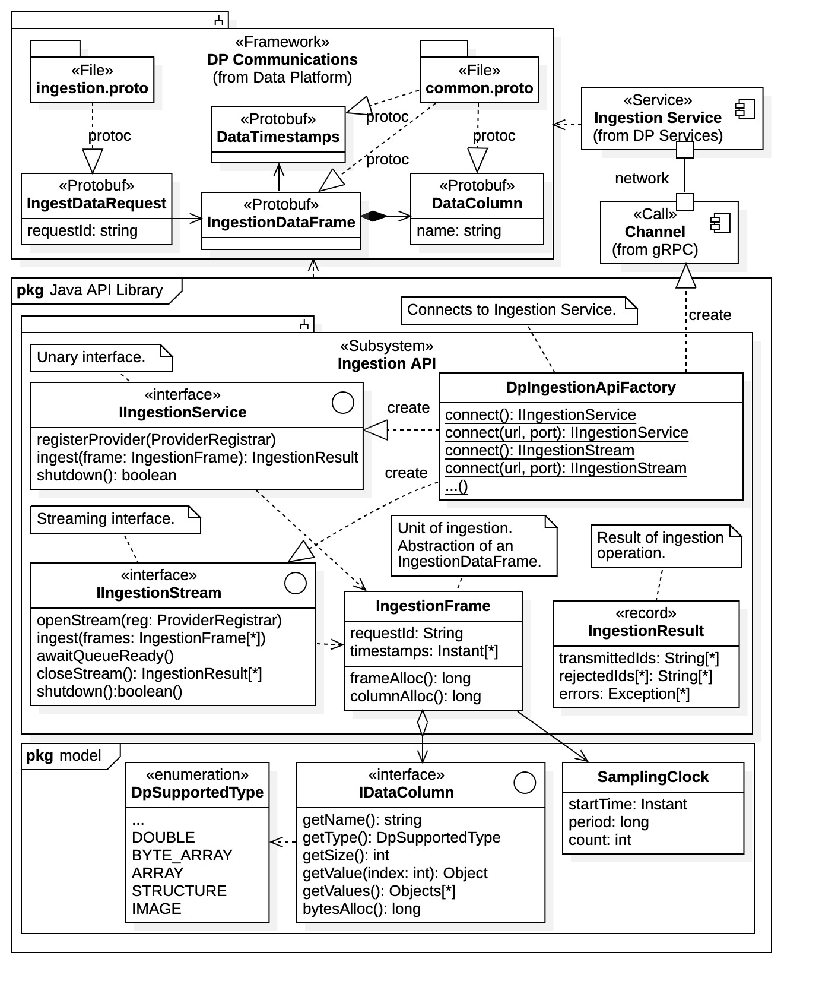 «Framework»
DP Communications
(from Data Platform)
«File»
ingestion.proto
«File»
common.proto
protoc
protoc
protoc
protoc
«Protobuf»
DataTimestamps
«Protobuf»
IngestDataRequest
requestId: string
«Protobuf»
IngestionDataFrame
«Protobuf»
DataColumn
name: string
«Service»
Ingestion Service
(from DP Services)
network
«Call»
Channel
(from gRPC)
pkg Java API Library
Connects to Ingestion Service.
create
«Subsystem»
Ingestion API
Unary interface.
«interface»
IIngestionService
registerProvider(ProviderRegistrar)
ingest(frame: IngestionFrame): IngestionResult
shutdown(): boolean
create
create
DpIngestionApiFactory
connect(): IIngestionService
connect(url, port): IIngestionService
connect(): IIngestionStream
connect(url, port): IIngestionStream
...()
Streaming interface.
«interface»
IIngestionStream
openStream(reg: ProviderRegistrar)
ingest(frames: IngestionFrame[*])
awaitQueueReady()
closeStream(): IngestionResult[*]
shutdown():boolean()
Unit of ingestion.
Abstraction of an
IngestionDataFrame.
IngestionFrame
requestId: String
timestamps: Instant[*]
frameAlloc(): long
columnAlloc(): long
Result of ingestion
operation.
«record»
IngestionResult
transmittedIds: String[*]
rejectedIds[*]: String[*]
errors: Exception[*]
pkg model
«enumeration»
DpSupportedType
...
DOUBLE
BYTE_ARRAY
ARRAY
STRUCTURE
IMAGE
«interface»
IDataColumn
getName(): string
getType(): DpSupportedType
getSize(): int
getValue(index: int): Object
getValues(): Objects[*]
bytesAlloc(): long
SamplingClock
startTime: Instant
period: long
count: int